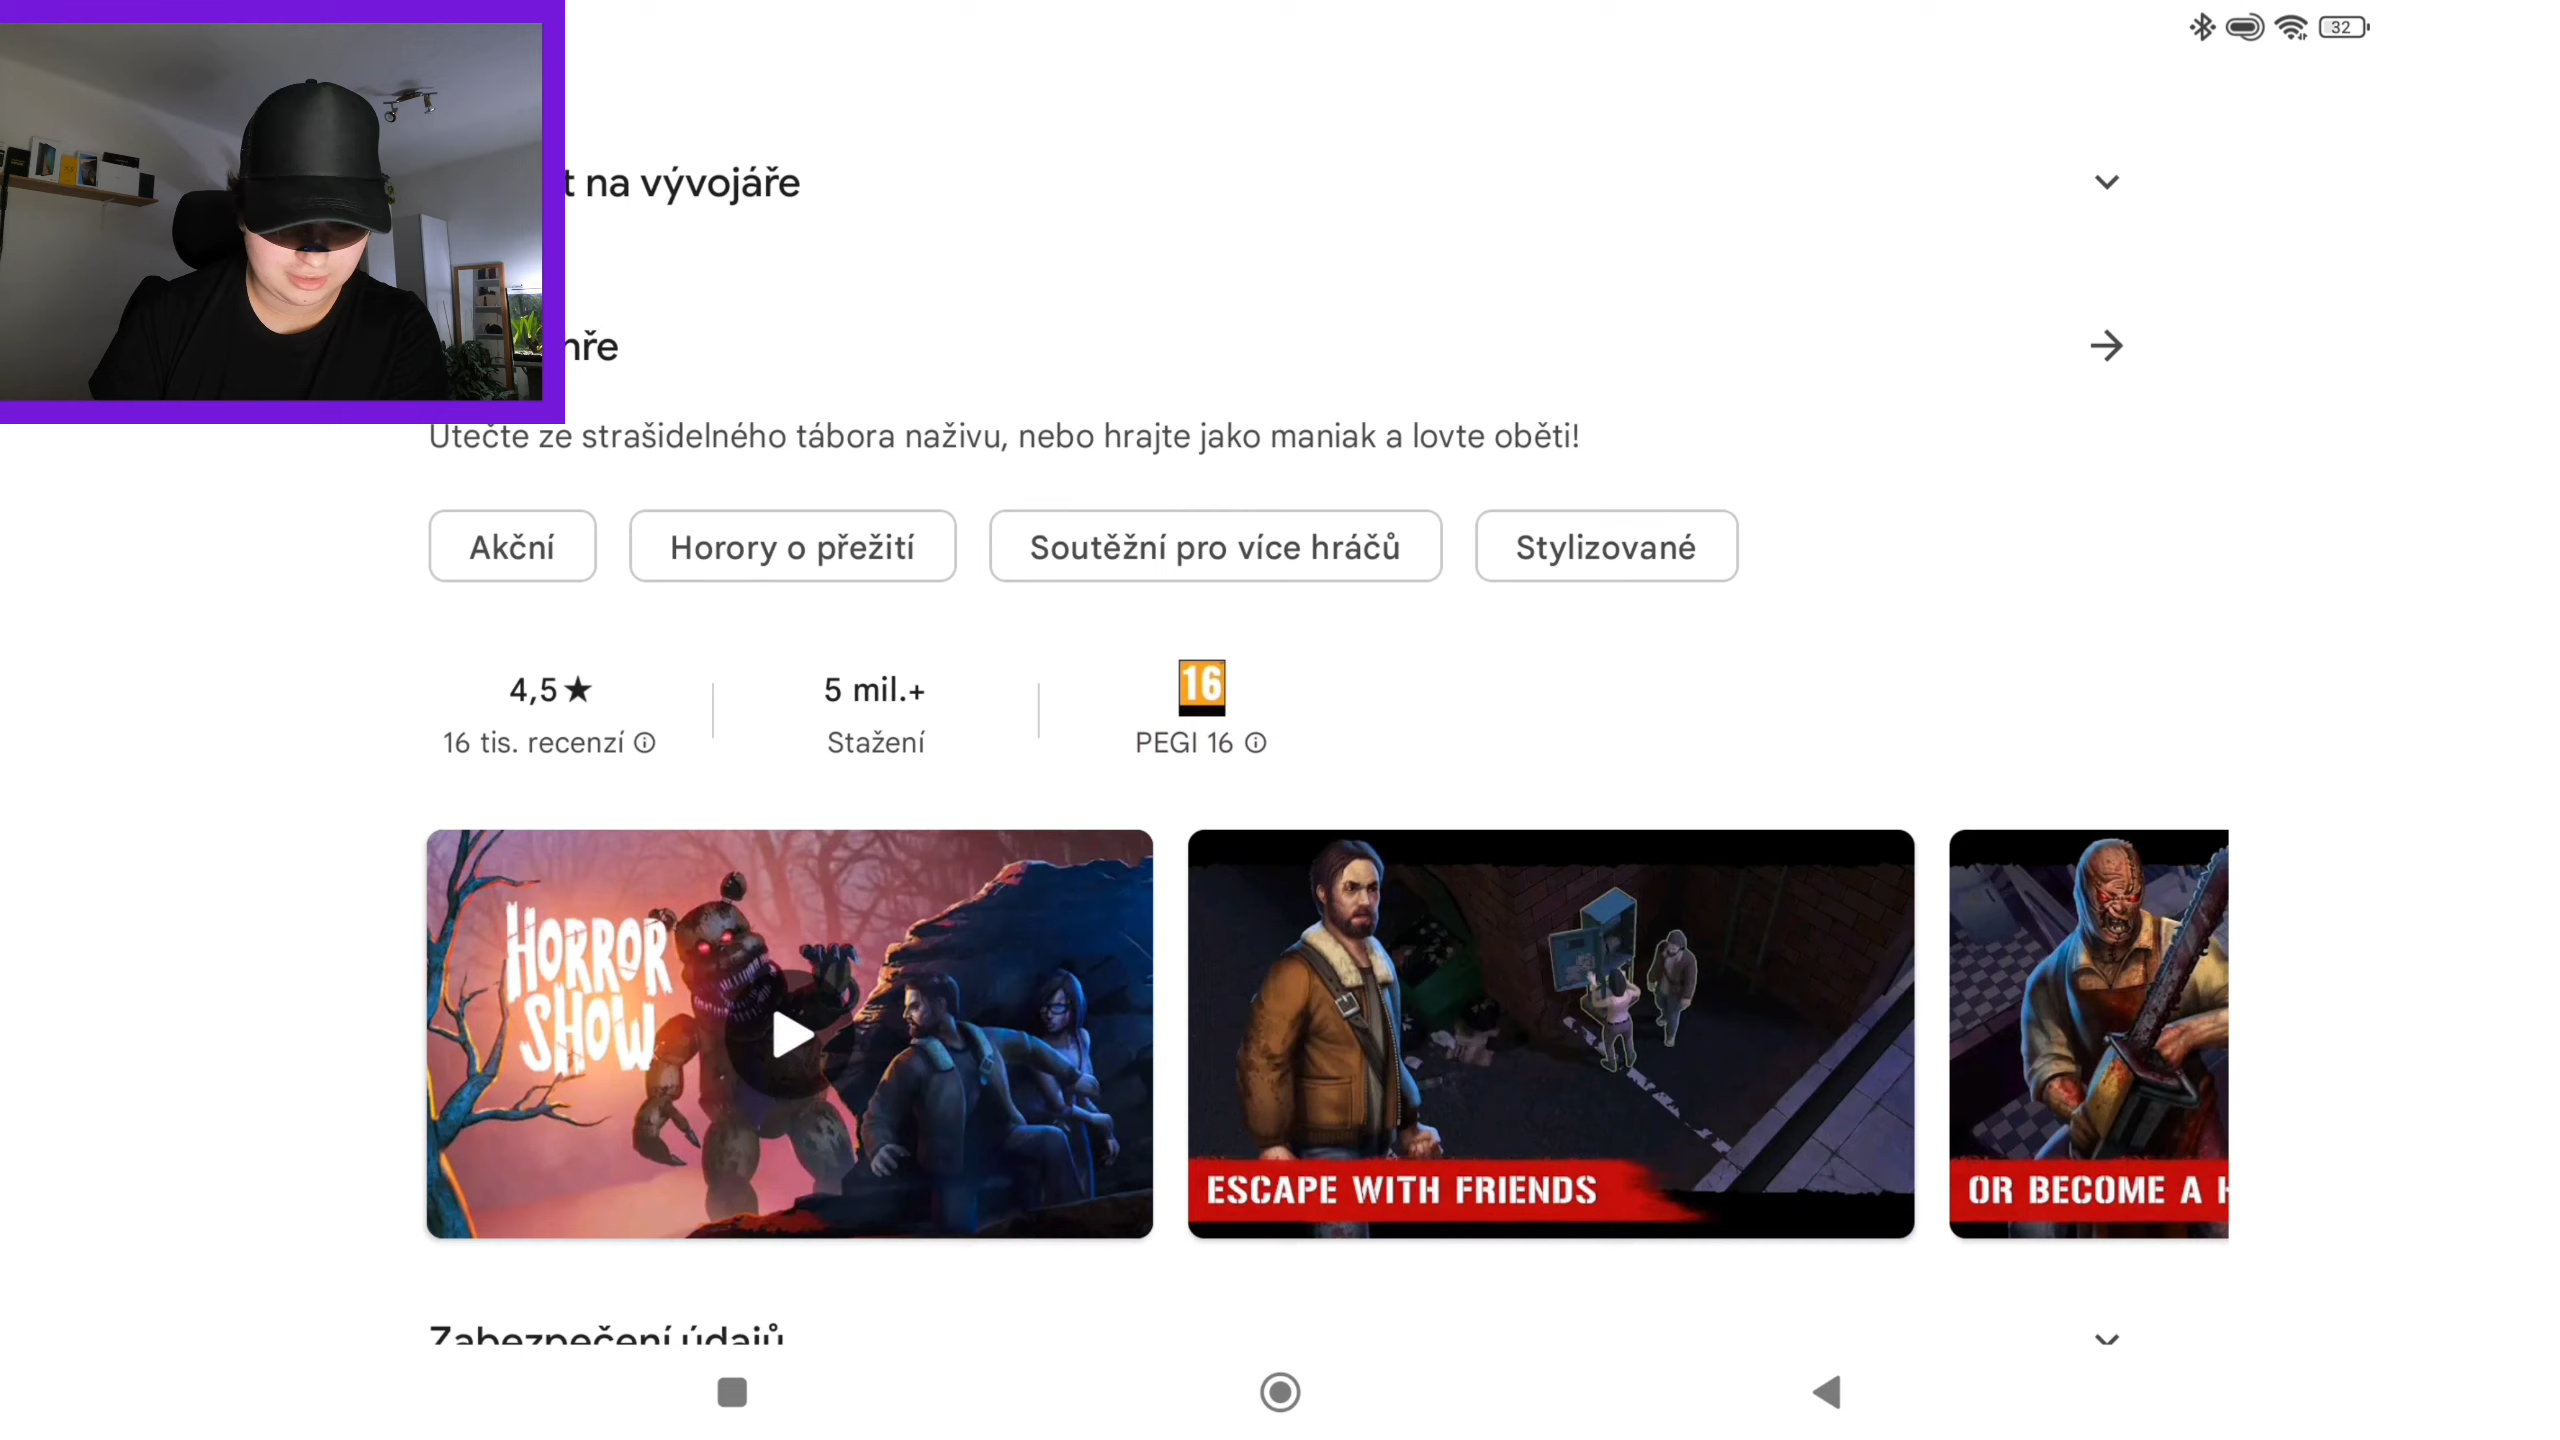 32
t na vývojáře
hře
Utečte ze strašidelného tábora naživu, nebo hrajte jako maniak a lovte oběti!
Akční
Horory o přežití
Soutěžní pro více hráčů
Stylizované
4,5★
16 tis. recenzí
5 mil.+
Stažení
16
PEGI 16
HORROR
SHOW
ESCAPE WITH FRIENDS
OR BECOME A
Zabezpečení údajů